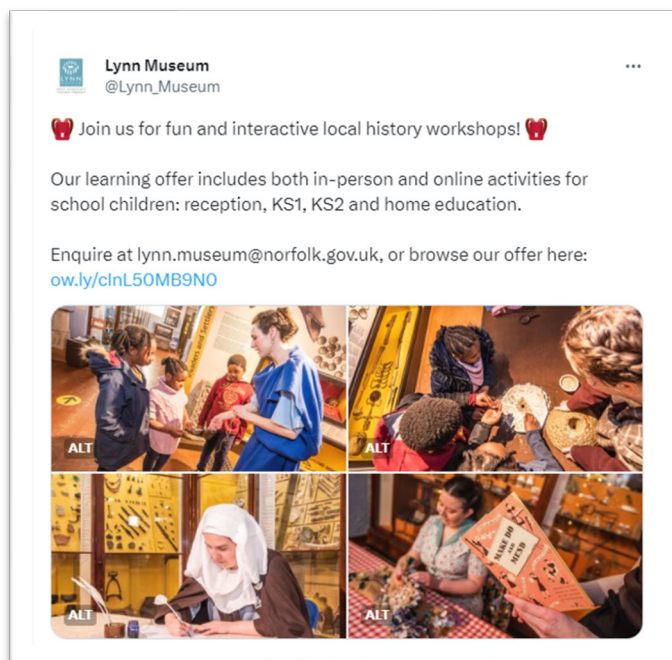 LYNN
Lynn Museum
@Lynn_Museum
Join us for fun and interactive local history workshops!
Our learning offer includes both in-person and online activities for
school children: reception, KS1, KS2 and home education.
Enquire at lynn.museum@norfolk.gov.uk, or browse our offer here:
ow.ly/clnL50MB9N0
ALT
ALT
ALT
ALT
MAKE DO
AND
MEND